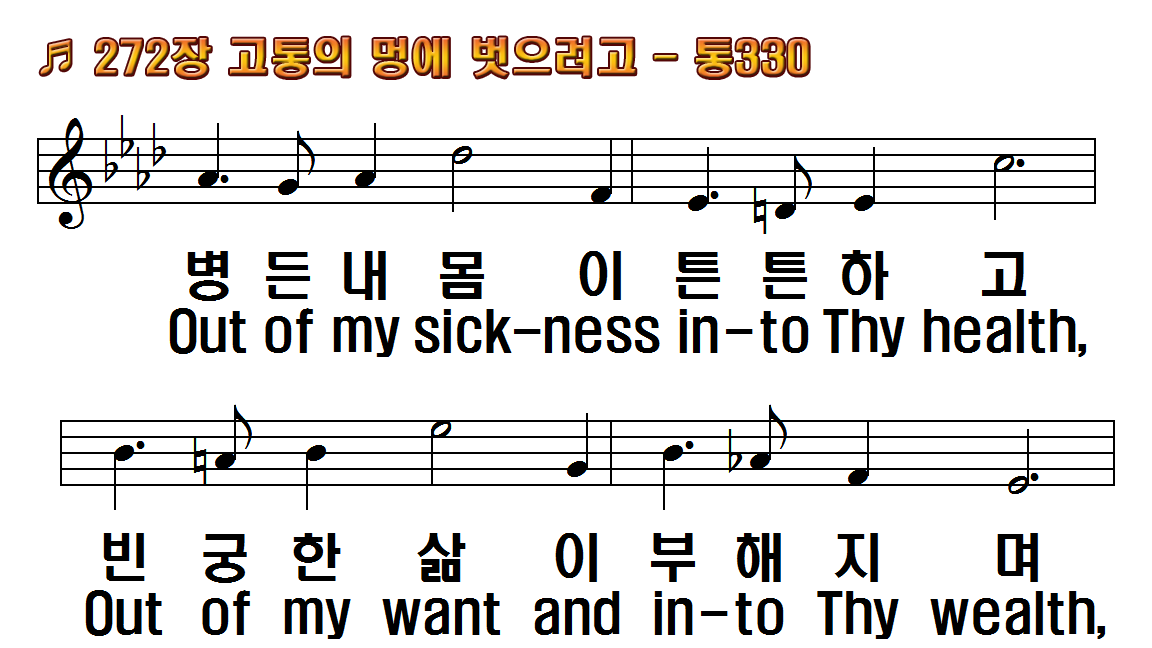 ♬ 272장 고통의 멍에 벗으려고 - 통330
병 든 내 몸 이 튼 튼 하 고
Out of my sick-ness in-to Thy health,
빈 궁 한 삶 이 부 해 지 며
Out of my want and in-to Thy wealth,